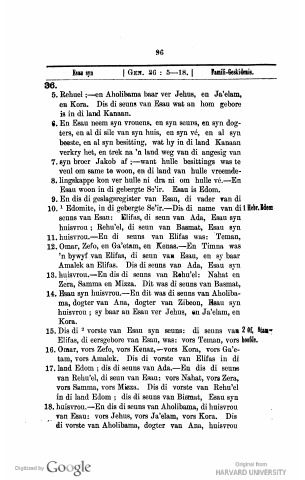 96
Esau syn | GEN. 26 : 5—18. | Famili-Geskidenis.
36.
5. Rehuel ;—en Aholibama baar ver Jehus, en Ja'elam,
en Kora. Dis di seuns van Esau wat an hom gebore
is in di land Kanaan.
6. En Esau neem syn vrouens, en syn seuns, en syn dog-
ters, en al di siele van syn huis, en syn vé, en al syn
beeste, en al syn besitting, wat hy in di land Kanaan
verkry het, en trek na 'n land weg van di angesig van
7. syn broer Jakob af ;—want hulle besittings was te
veul om same te woon, en di land van hulle vreemde-
8. lingskappe kon ver hulle ni dra ni om hulle vé.—En
Esau woon in di gebergte Se'ir. Esau is Edom.
9. En dis di geslagsregister van Esau, di vader van di
10. ¹ Edomite, in di gebergte Se'ir.—Dis di name van di 1 Hebr. Edom
seuns van Esau: Elifas, di seun van Ada, Esau syn
huisvrou ; Rehu'el, di seun van Basmat, Esau syn
11. huisvrou.—En di seuns van Elifas was: Teman,
12. Omar, Zefo, en Ga'etam, en Kenas.—En Timna was
'n bywyf van Elifas, di seun van Esau, en sy baar
Amalek an Elifas. Dis di seuns van Ada, Esau syn
13. huisvrou.—En dis di seuns van Rehu'el: Nahat en
Zera, Samma en Mizza. Dit was di seuns van Basmat,
14. Esau syn huisvrou.—En dit was di seuns van Aholiba-
ma, dogter van Ana, dogter van Zibeon, Esau syn
huisvrou ; sy baar an Esau ver Jehus, en Ja'elam, en
Kora.
15. Dis di ² vorste van Esau syn seuns: di seuns van 2 Of, Stam-
Elifas, di eersgebore van Esau, was: vors Teman, vors hoofde.
16. Omar, vors Zefo, vors Kenaz,—vors Kora, vors Ga'e-
tam, vors Amalek. Dis di vorste van Elifas in di
17. land Edom ; dis di seuns van Ada.—En dis di seuns
van Rehu'el, di seun van Esau: vors Nahat, vors Zera,
vors Samma, vors Mizza. Dis di vorste van Rehu'el
in di land Edom ; dis di seuns van Bismat, Esau syn
18. huisvrou.—En dis di seuns van Aholibama, di huisvrou
van Esau: vors Jehus, vors Ja'elam, vors Kora. Dis
di vorste van Aholibama, dogter van Ana, huisvrou
Digitized by Google
Original from
HARVARD UNIVERSITY